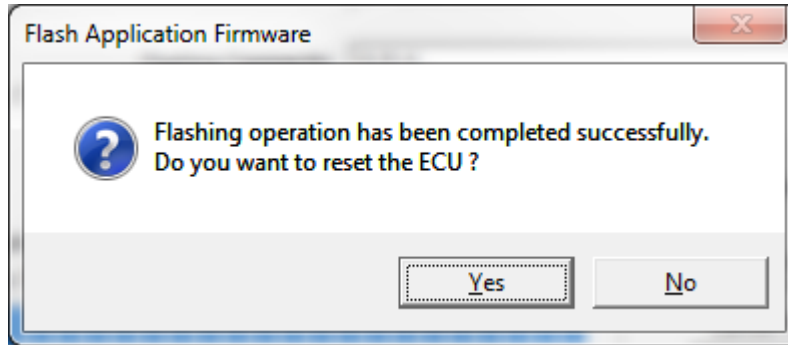 Flash Application Firmware
Flashing operation has been completed successfully.
Do you want to reset the ECU ?
Yes
No